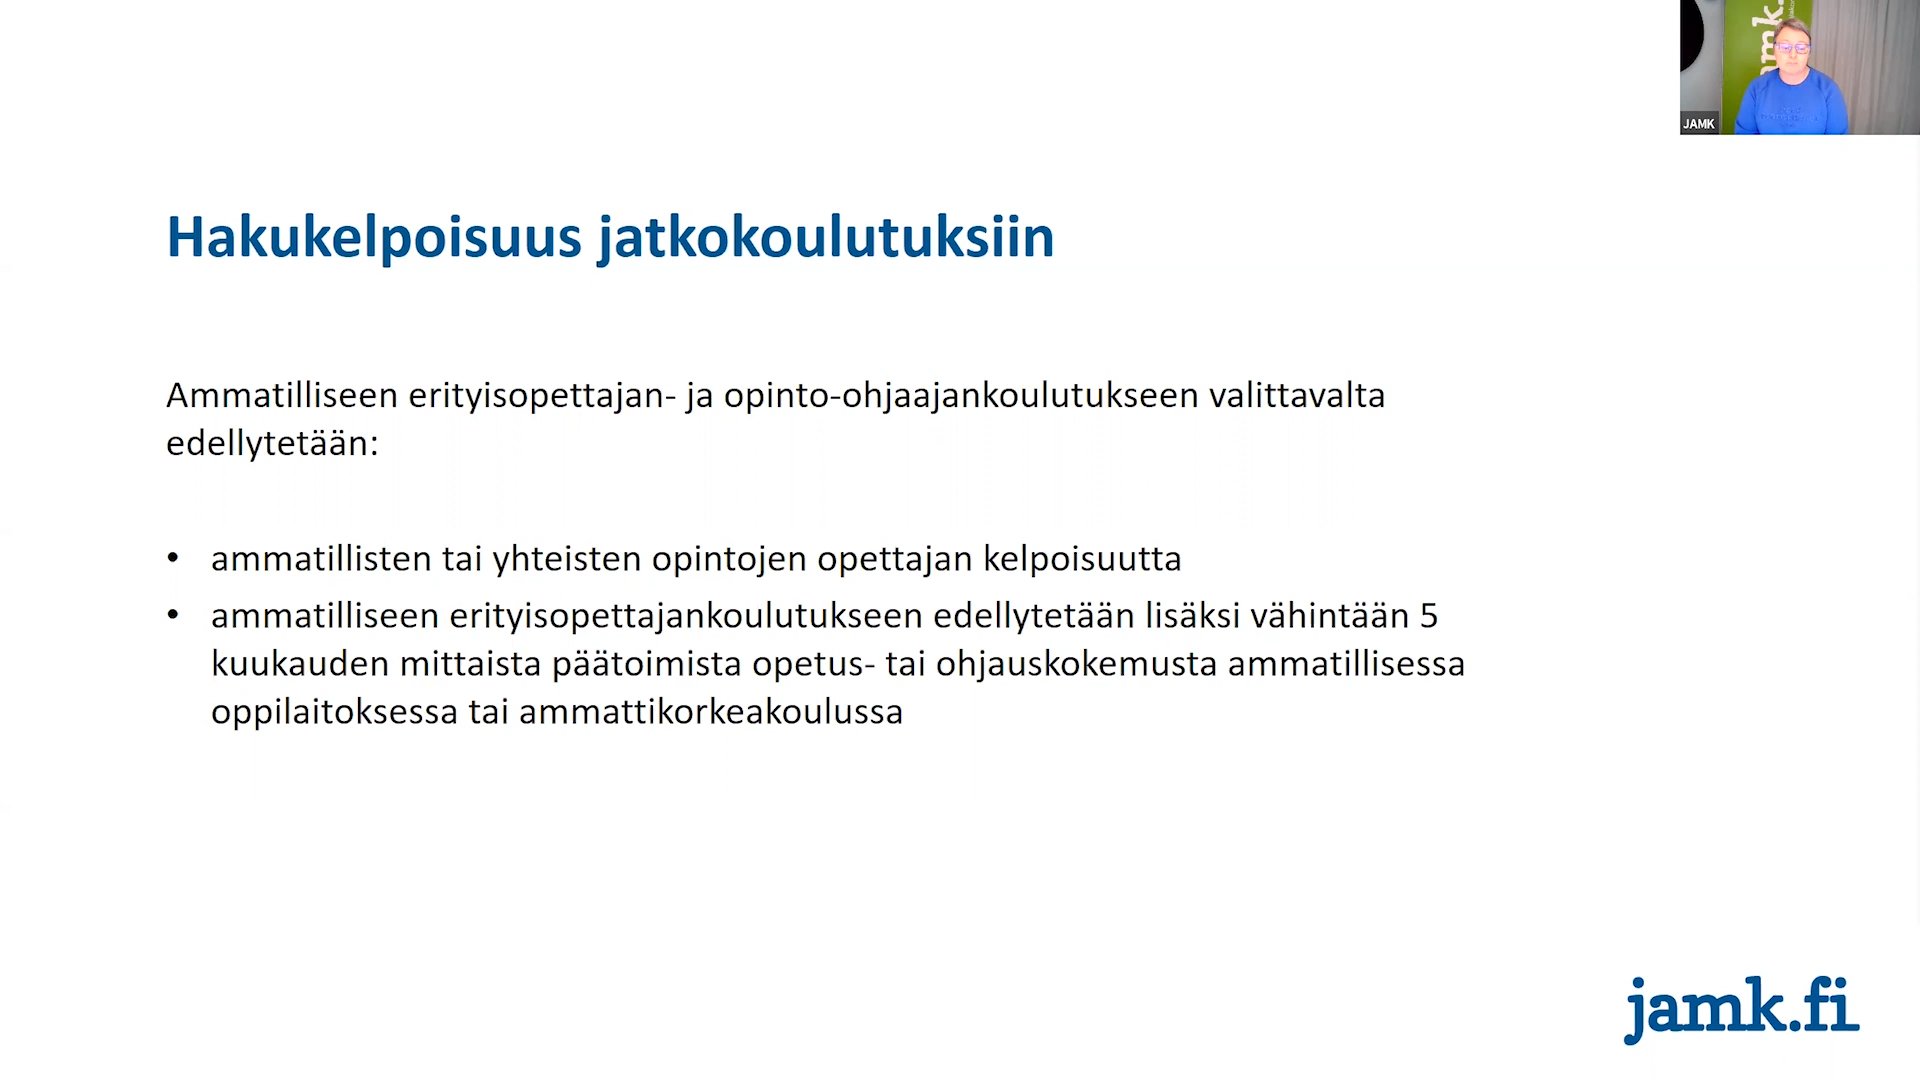 jamk.
JAMK
Hakukelpoisuus jatkokoulutuksiin
Ammatilliseen erityisopettajan- ja opinto-ohjaajankoulutukseen valittavalta
edellytetään:
• ammatillisten tai yhteisten opintojen opettajan kelpoisuutta
• ammatilliseen erityisopettajankoulutukseen edellytetään lisäksi vähintään 5
kuukauden mittaista päätoimista opetus- tai ohjauskokemusta ammatillisessa
oppilaitoksessa tai ammattikorkeakoulussa
jamk.fi